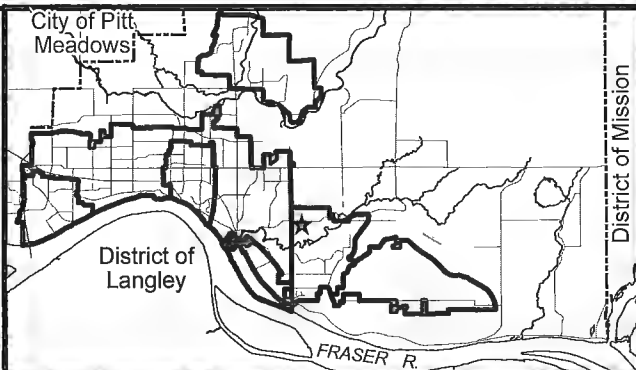 City of Pitt
Meadows
District of Mission
District of
Langley
FRASER R.